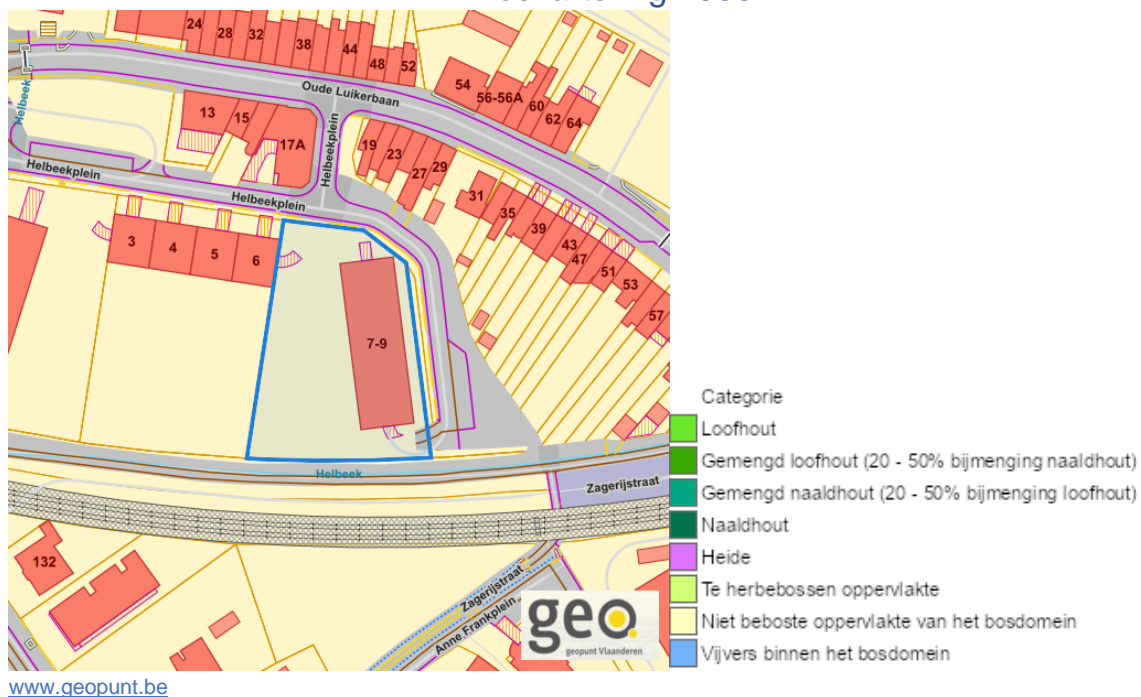 24
28
32
38
44
48
52
54
56-56A
60
62
64
Oude Luikerbaan
Helbeek
13
15
17A
19
23
27
29
Helbeekplein
Helbeekplein
Helbeekplein
31
35
39
43
47
51
53
57
3
4
5
6
7-9
Helbeek
Zagerijstraat
132
Zagerijstraat
Anne Frankplein
geo
geopunt Vlaanderen
Categorie
Loofhout
Gemengd loofhout (20 - 50% bijmenging naaldhout)
Gemengd naaldhout (20 - 50% bijmenging loofhout)
Naaldhout
Heide
Te herbebossen oppervlakte
Niet beboste oppervlakte van het bosdomein
Vijvers binnen het bosdomein
www.geopunt.be